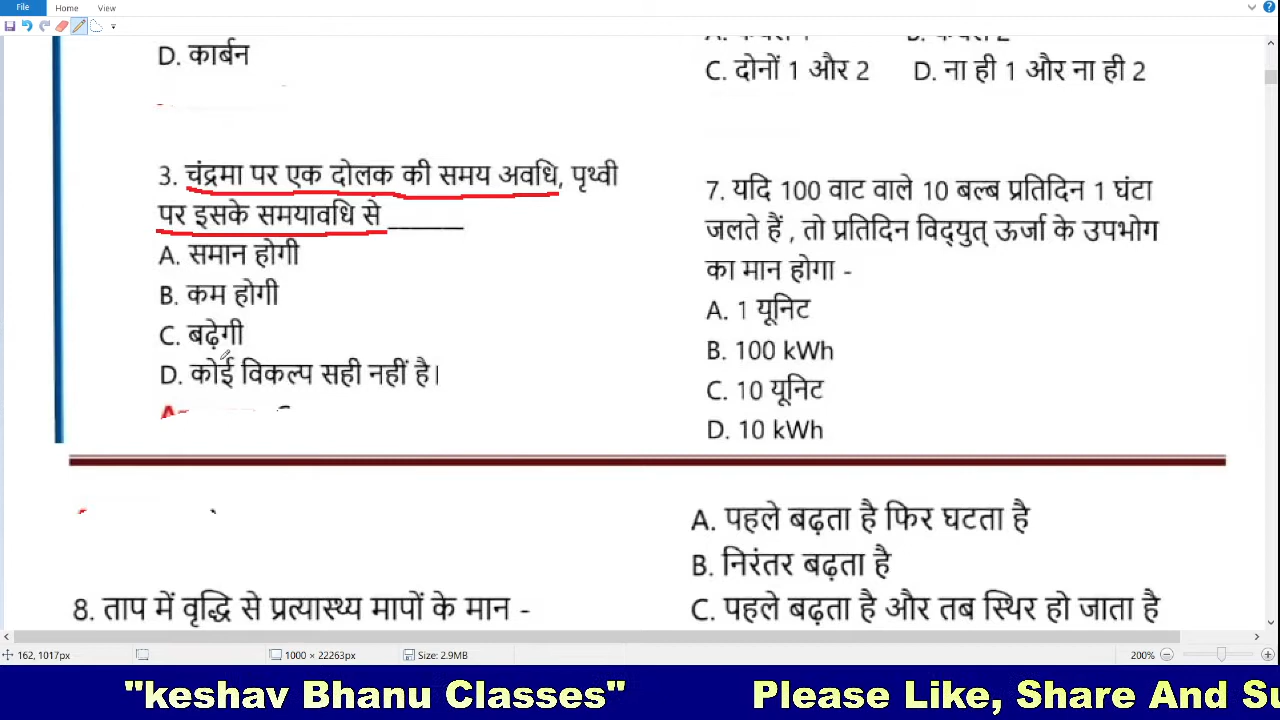 File
Home
View
D. कार्बन
C. दोनों 1 और 2 D. ना ही 1 और ना ही 2
3. चंद्रमा पर एक दोलक की समय अवधि, पृथ्वी
पर इसके समयावधि से ______
A. समान होगी
B. कम होगी
C. बढ़ेगी
D. कोई विकल्प सही नहीं है।
7. यदि 100 वाट वाले 10 बल्ब प्रतिदिन 1 घंटा
जलते हैं , तो प्रतिदिन विद्युत् ऊर्जा के उपभोग
का मान होगा -
A. 1 यूनिट
B. 100 kWh
C. 10 यूनिट
D. 10 kWh
8. ताप में वृद्धि से प्रत्यास्थ्य मापों के मान -
A. पहले बढ़ता है फिर घटता है
B. निरंतर बढ़ता है
C. पहले बढ़ता है और तब स्थिर हो जाता है
162, 1017px
1000 × 22263px
Size: 2.9MB
200%
"keshav Bhanu Classes" Please Like, Share And Su